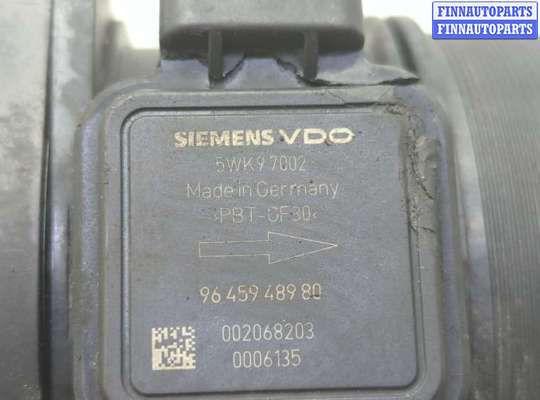 FINNAUTOPARTS
FINNAUTOPARTS
SIEMENS VDO
5WK9 7002
Made in Germany
>PBT-GF30<
96 459 489 80
002068203
0006135